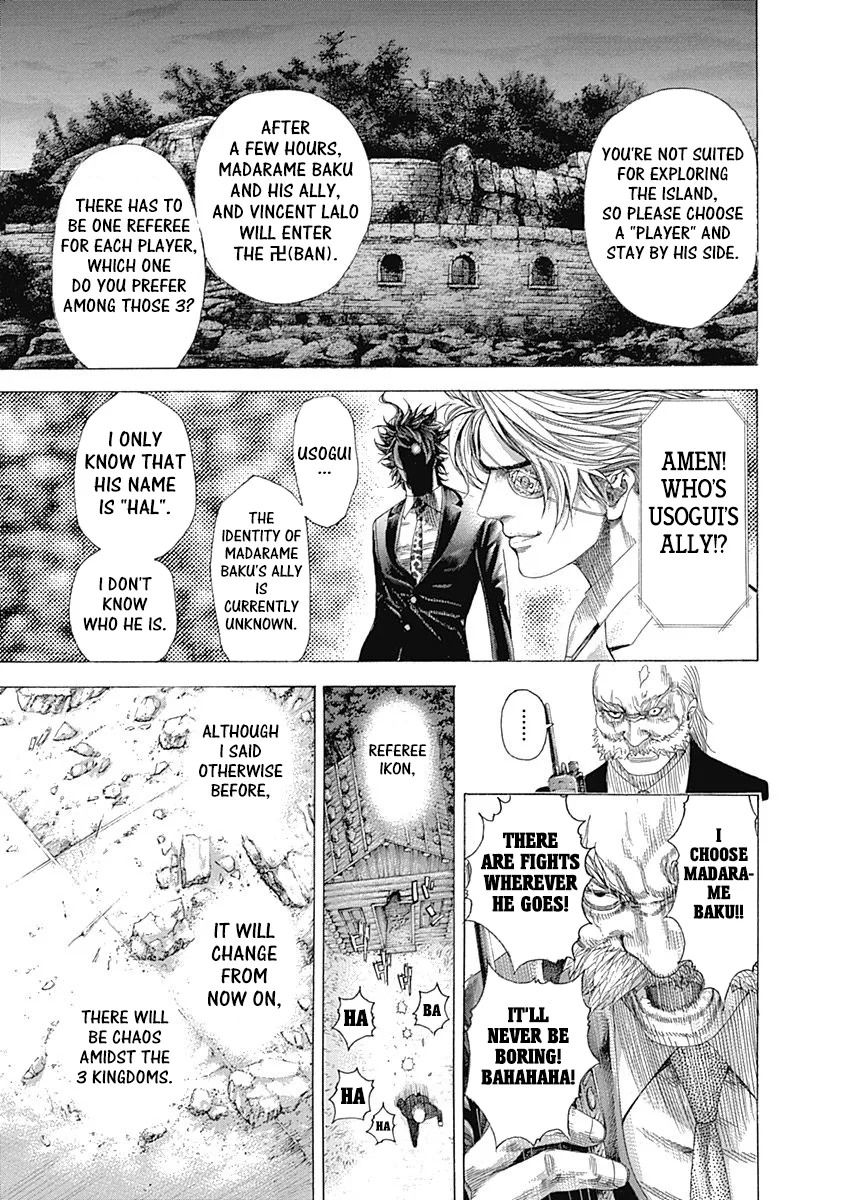 YOU'RE NOT SUITED
FOR EXPLORING
THE ISLAND,
SO PLEASE CHOOSE
A "PLAYER" AND
STAY BY HIS SIDE.
AFTER
A FEW HOURS,
MADARAME BAKU
AND HIS ALLY,
AND VINCENT LALO
WILL ENTER
THE 卍(BAN).
THERE HAS TO
BE ONE REFEREE
FOR EACH PLAYER,
WHICH ONE
DO YOU PREFER
AMONG THOSE 3?
AMEN!
WHO'S
USOGUI'S
ALLY!?
USOGUI
...
THE
IDENTITY OF
MADARAME
BAKU'S ALLY
IS
CURRENTLY
UNKNOWN.
I ONLY
KNOW THAT
HIS NAME
IS "HAL".
I DON'T
KNOW
WHO HE IS.
......
I
CHOOSE
MADARA-
ME
BAKU!!
THERE
ARE FIGHTS
WHEREVER
HE GOES!
IT'LL
NEVER BE
BORING!
BAHAHAHA!
REFEREE
IKON,
BA
HA
HA
HA
ALTHOUGH
I SAID
OTHERWISE
BEFORE,
IT WILL
CHANGE
FROM
NOW ON,
THERE WILL
BE CHAOS
AMIDST THE
3 KINGDOMS.